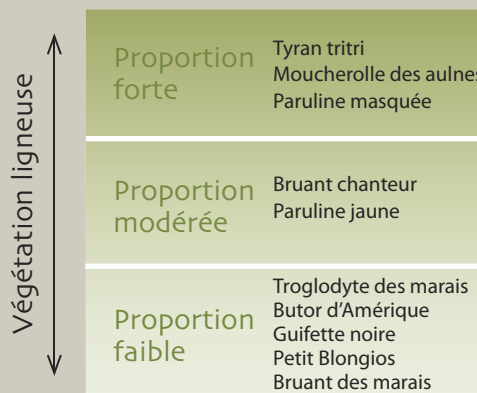 Végétation ligneuse
Proportion
forte
Tyran tritri
Moucherolle des aulnes
Paruline masquée
Proportion
modérée
Bruant chanteur
Paruline jaune
Proportion
faible
Troglodyte des marais
Butor d’Amérique
Guifette noire
Petit Blongios
Bruant des marais